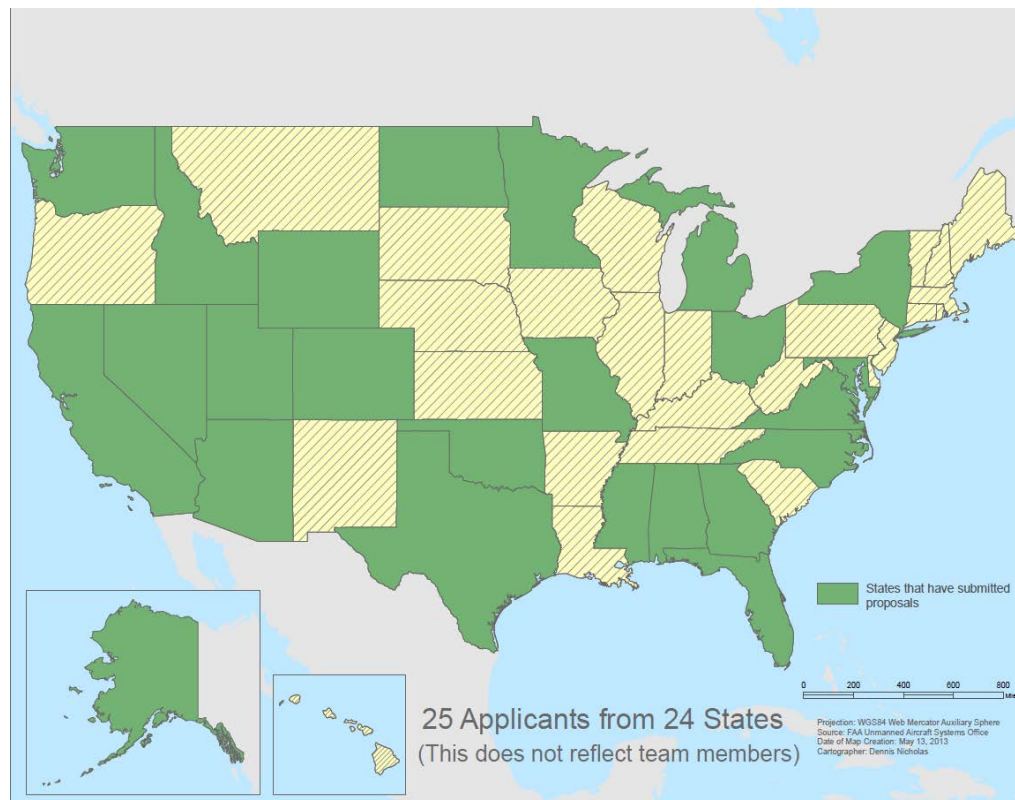 States that have submitted
proposals
0 200 400 600 800
Mil
25 Applicants from 24 States
(This does not reflect team members)
Projection: WGS84 Web Mercator Auxiliary Sphere
Source: FAA Unmanned Aircraft Systems Office
Date of Map Creation: May 13, 2013
Cartographer: Dennis Nicholas